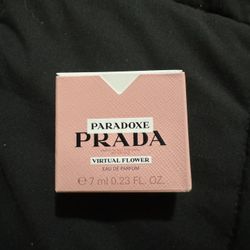 PARADOXE
PRADA
VIRTUAL FLOWER
EAU DE PARFUM
℮ 7 ml 0.23 FL. OZ.